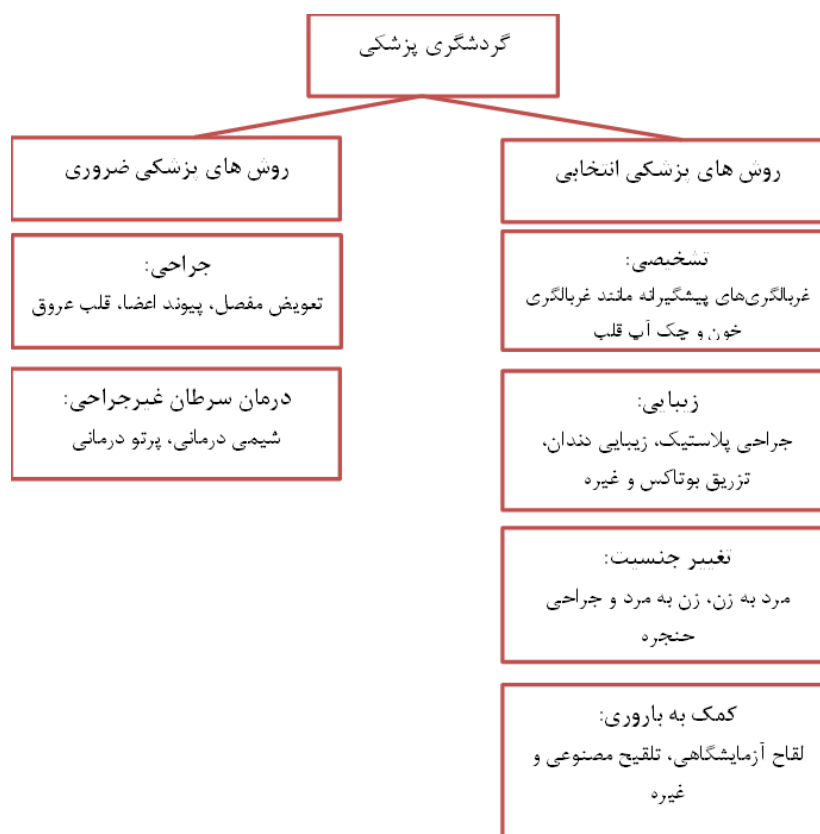 گردشگری پزشکی
روش های پزشکی انتخابی
تشخیصی:
غربالگری‌های پیشگیرانه مانند غربالگری
خون و چک آپ قلب
زیبایی:
جراحی پلاستیک، زیبایی دندان،
تزریق بوتاکس و غیره
تغییر جنسیت:
مرد به زن، زن به مرد و جراحی
حنجره
کمک به باروری:
لقاح آزمایشگاهی، تلقیح مصنوعی و
غیره
روش های پزشکی ضروری
جراحی:
تعویض مفصل، پیوند اعضا، قلب عروق
درمان سرطان غیرجراحی:
شیمی درمانی، پرتو درمانی